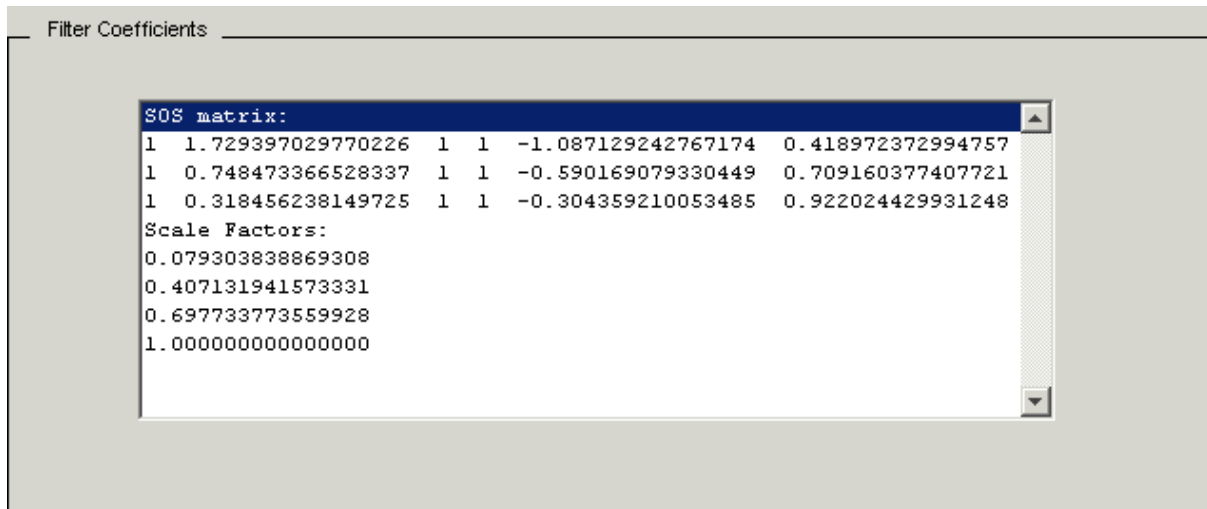 Filter Coefficients
SOS matrix:
1 1.729397029770226 1 1 -1.087129242767174 0.418972372994757
1 0.748473366528337 1 1 -0.590169079330449 0.709160377407721
1 0.318456238149725 1 1 -0.304359210053485 0.922024429931248
Scale Factors:
0.079303838869308
0.407131941573331
0.697733773559928
1.000000000000000